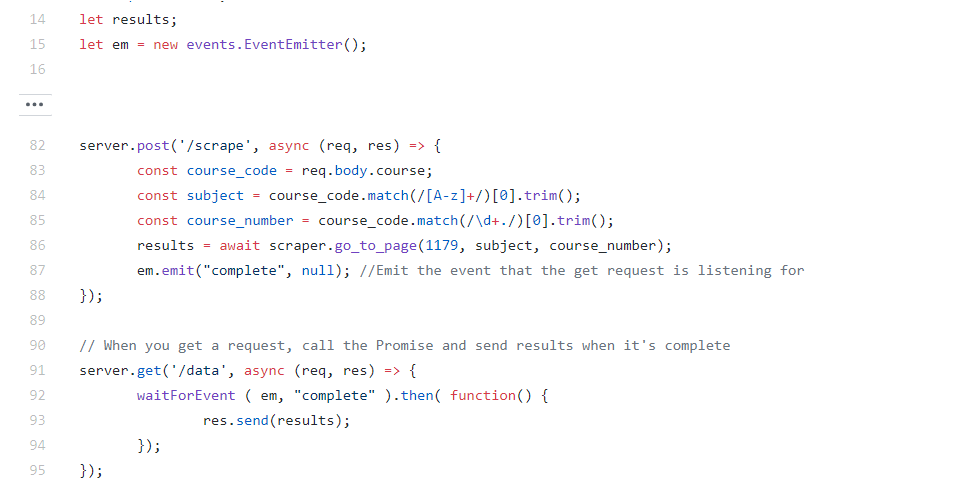 14 let results;
15 let em = new events.EventEmitter();
16
•••
82 server.post('/scrape', async (req, res) => {
83 const course_code = req.body.course;
84 const subject = course_code.match(/[A-z]+/)[0].trim();
85 const course_number = course_code.match(/\d+./)[0].trim();
86 results = await scraper.go_to_page(1179, subject, course_number);
87 em.emit("complete", null); //Emit the event that the get request is listening for
88 });
89
90 // When you get a request, call the Promise and send results when it's complete
91 server.get('/data', async (req, res) => {
92 waitForEvent ( em, "complete" ).then( function() {
93 res.send(results);
94 });
95 });